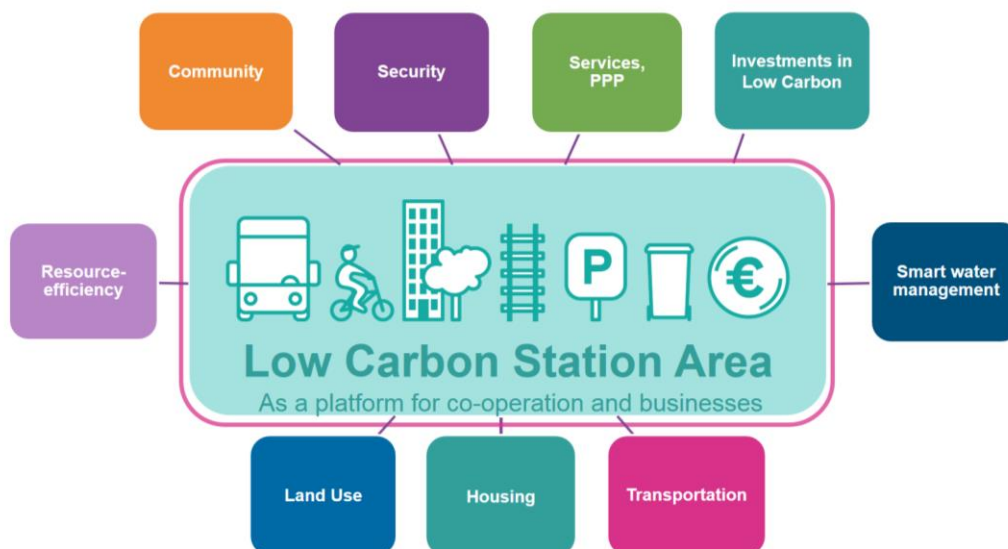 Community
Security
Services,
PPP
Investments in
Low Carbon
Resource-
efficiency
P
€
Smart water
management
Low Carbon Station Area
As a platform for co-operation and businesses
Land Use
Housing
Transportation